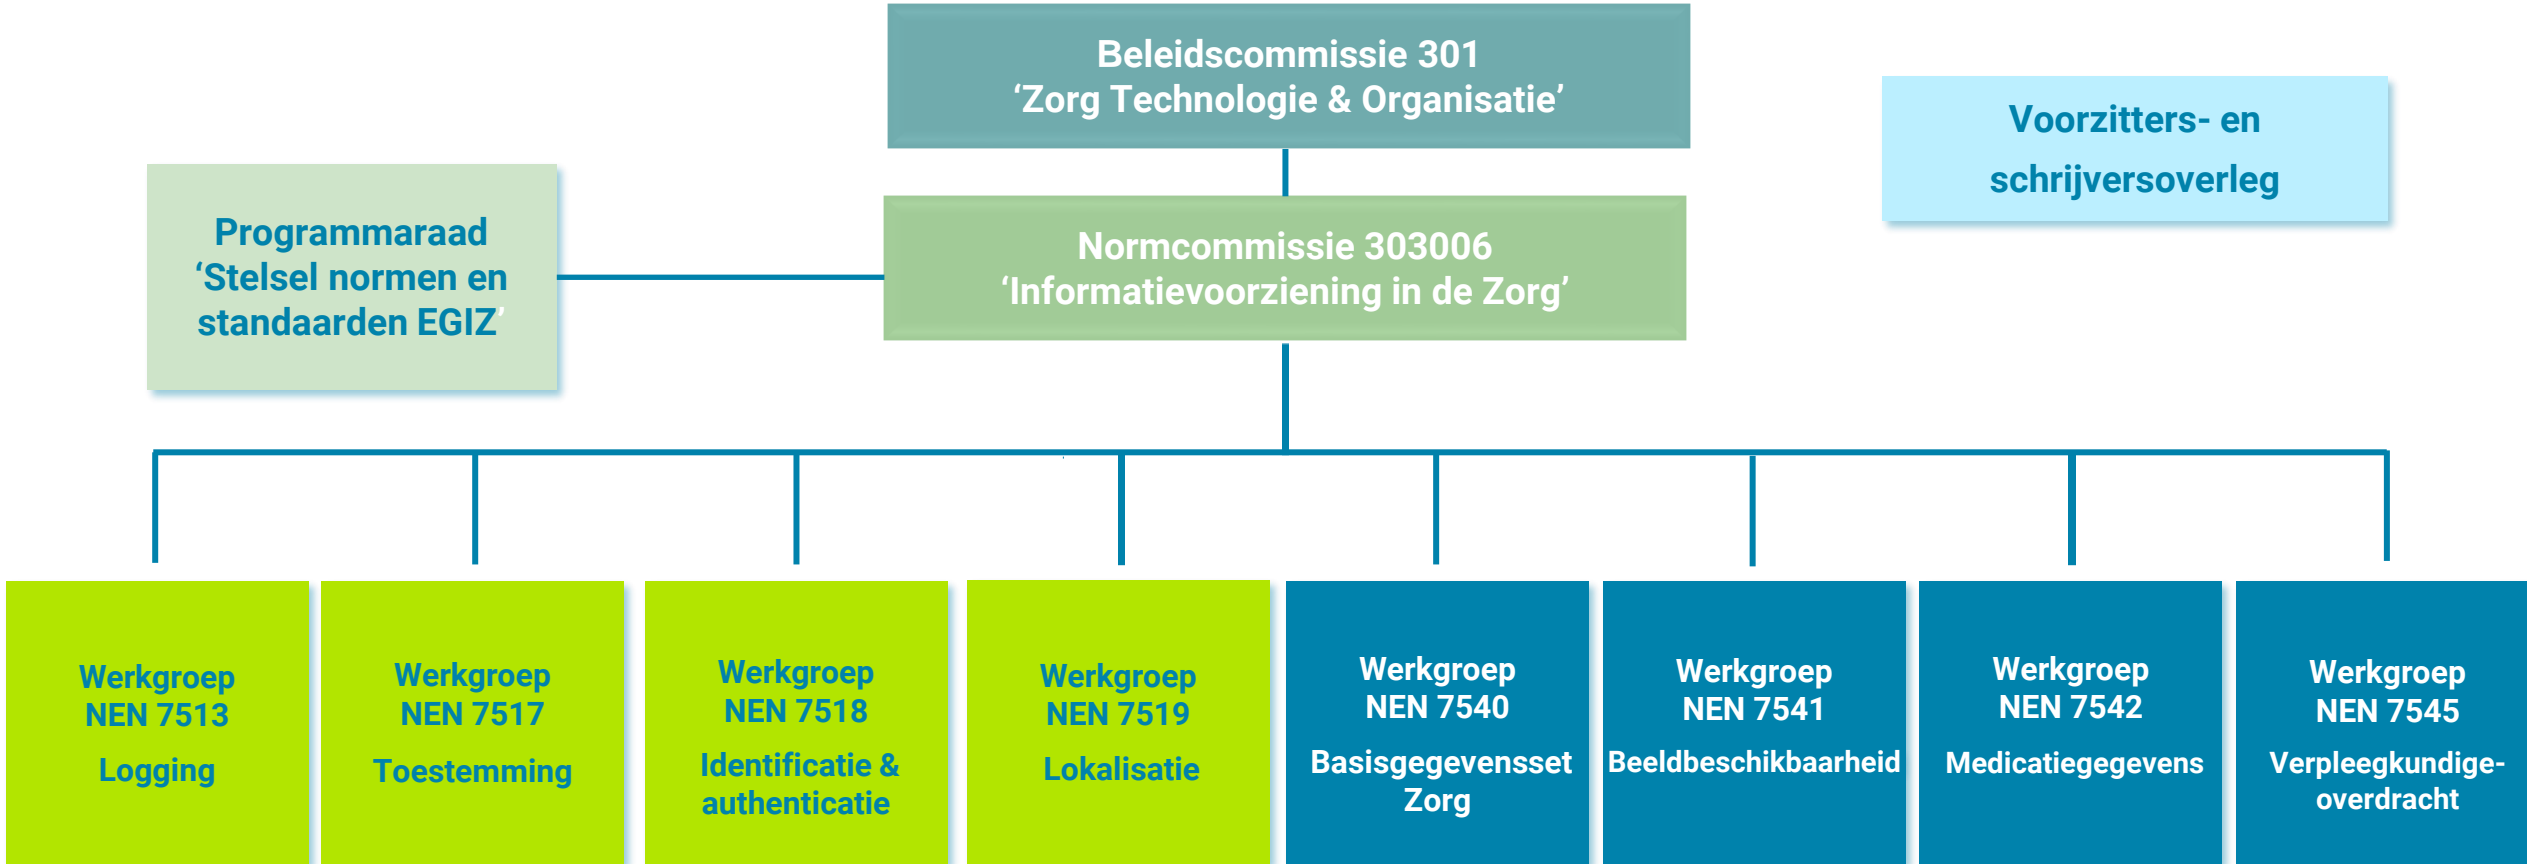 Beleidscommissie 301
‘Zorg Technologie & Organisatie’
Voorzitters- en
schrijversoverleg
Programmaraad
‘Stelsel normen en
standaarden EGIZ’
Normcommissie 303006
‘Informatievoorziening in de Zorg’
Werkgroep
NEN 7513
Logging
Werkgroep
NEN 7517
Toestemming
Werkgroep
NEN 7518
Identificatie &
authenticatie
Werkgroep
NEN 7519
Lokalisatie
Werkgroep
NEN 7540
Basisgegevensset
Zorg
Werkgroep
NEN 7541
Beeldbeschikbaarheid
Werkgroep
NEN 7542
Medicatiegegevens
Werkgroep
NEN 7545
Verpleegkundige-
overdracht